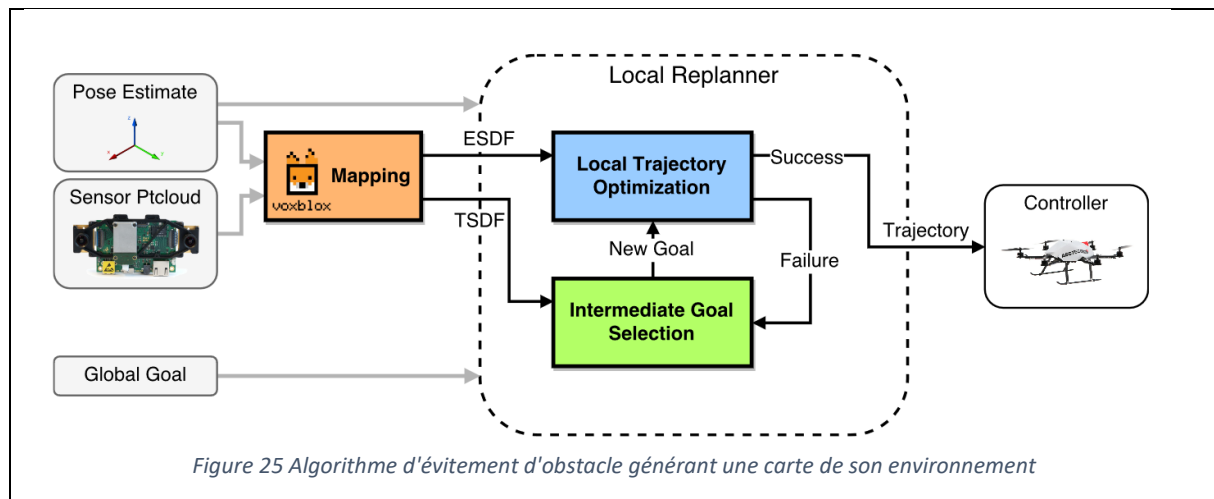 Local Replanner
Pose Estimate
Sensor Ptcloud
Mapping
voxblox
ESDF
TSDF
Local Trajectory
Optimization
New Goal
Intermediate Goal
Selection
Success
Failure
Trajectory
Controller
Global Goal
Figure 25 Algorithme d'évitement d'obstacle générant une carte de son environnement